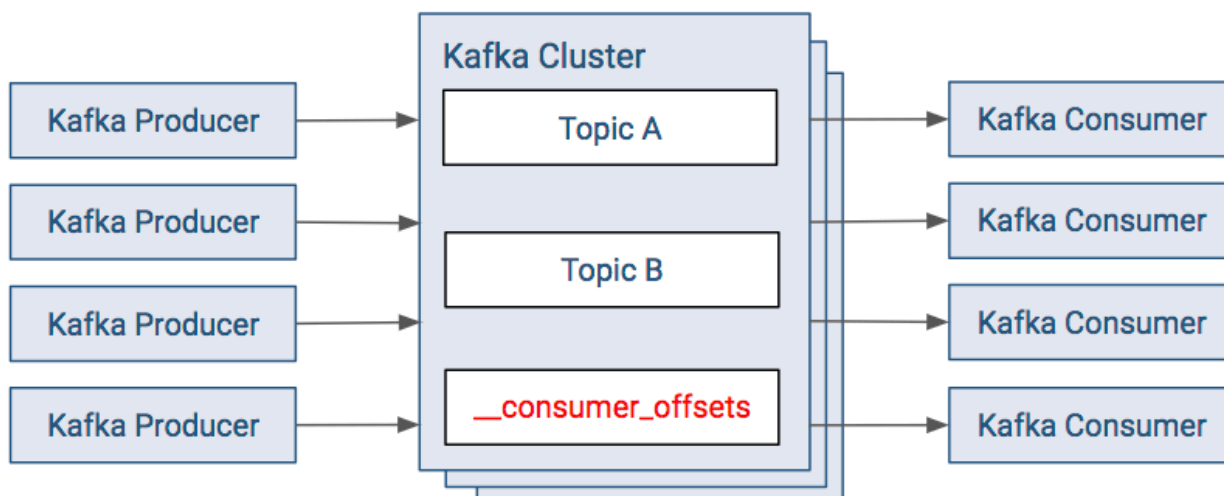 Kafka Cluster
Kafka Producer
Topic A
Kafka Consumer
Kafka Producer
Kafka Consumer
Topic B
Kafka Producer
Kafka Consumer
__consumer_offsets
Kafka Producer
Kafka Consumer